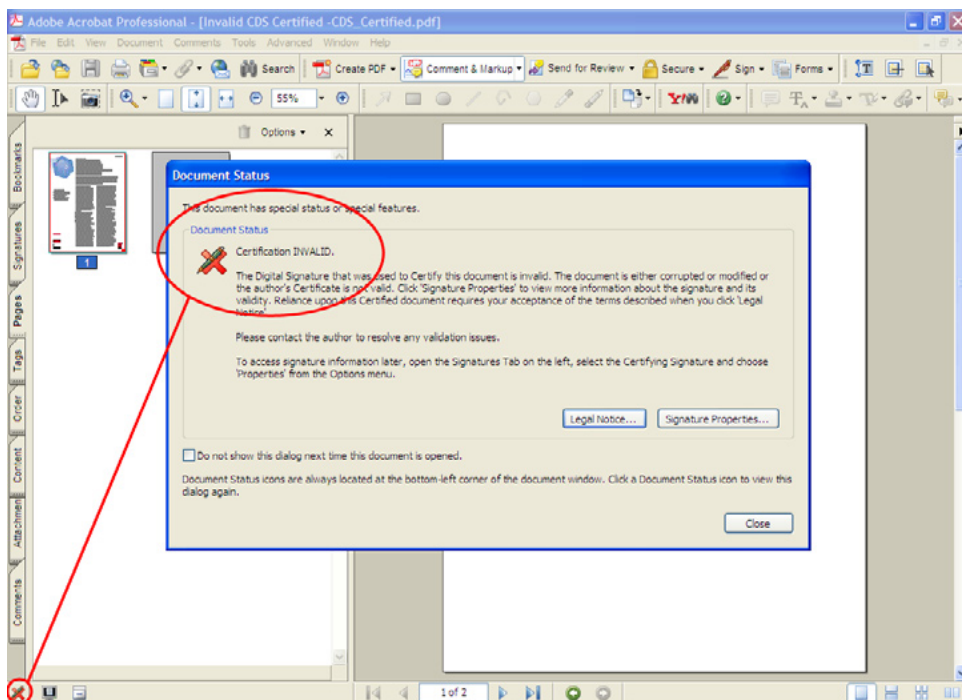 Adobe Acrobat Professional - [Invalid CDS Certified -CDS_Certified.pdf]
File Edit View Document Comments Tools Advanced Window Help
Search Create PDF Comment & Markup Send for Review Secure Sign Forms
55%
Options
Bookmarks
Signatures
Pages
Tags
Order
Content
Attachmen
Comments
1
Document Status
This document has special status or special features.
Document Status
Certification INVALID.
The Digital Signature that was used to Certify this document is invalid. The document is either corrupted or modified or
the author's Certificate is not valid. Click 'Signature Properties' to view more information about the signature and its
validity. Reliance upon this Certified document requires your acceptance of the terms described when you click 'Legal
Notice'.
Please contact the author to resolve any validation issues.
To access signature information later, open the Signatures Tab on the left, select the Certifying Signature and choose
'Properties' from the Options menu.
Legal Notice... Signature Properties...
Do not show this dialog next time this document is opened.
Document Status icons are always located at the bottom-left corner of the document window. Click a Document Status icon to view this
dialog again.
Close
1 of 2